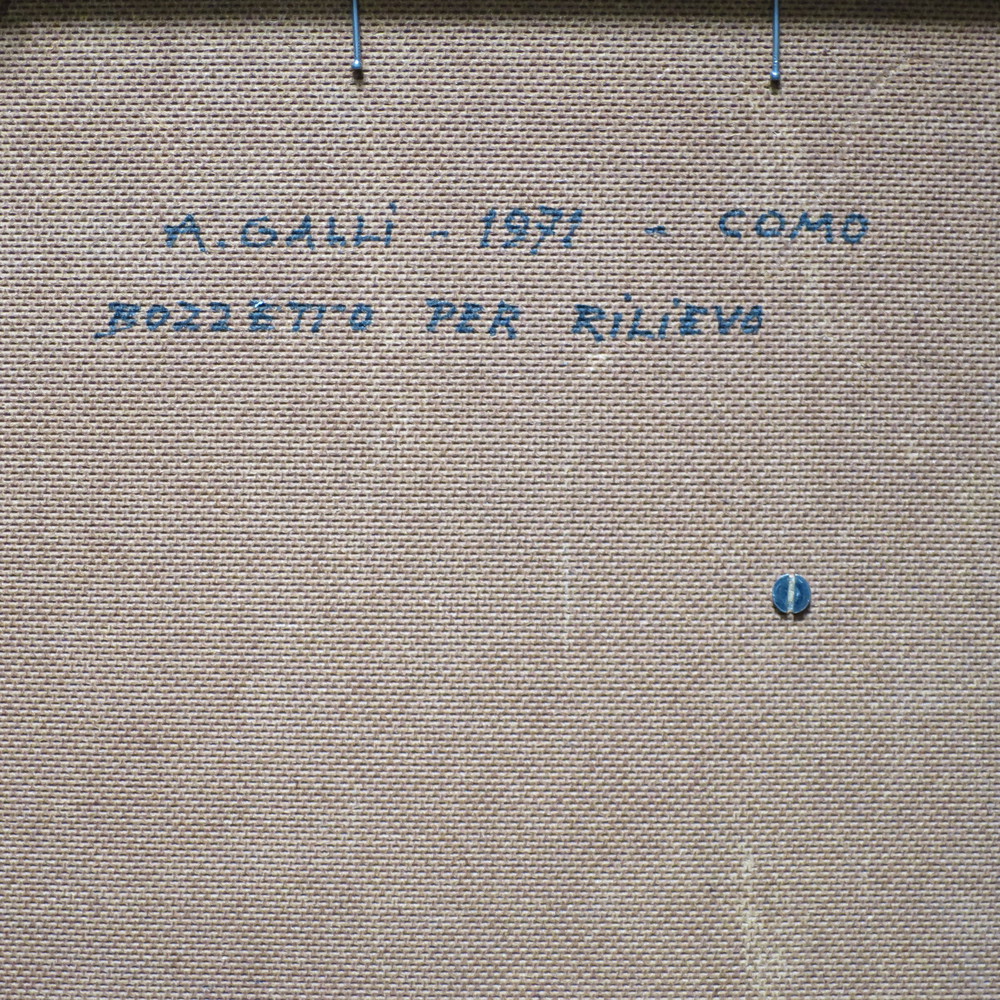 A. GALLi - 1971 - COMO
BOZZETTO PER RiLiEVO